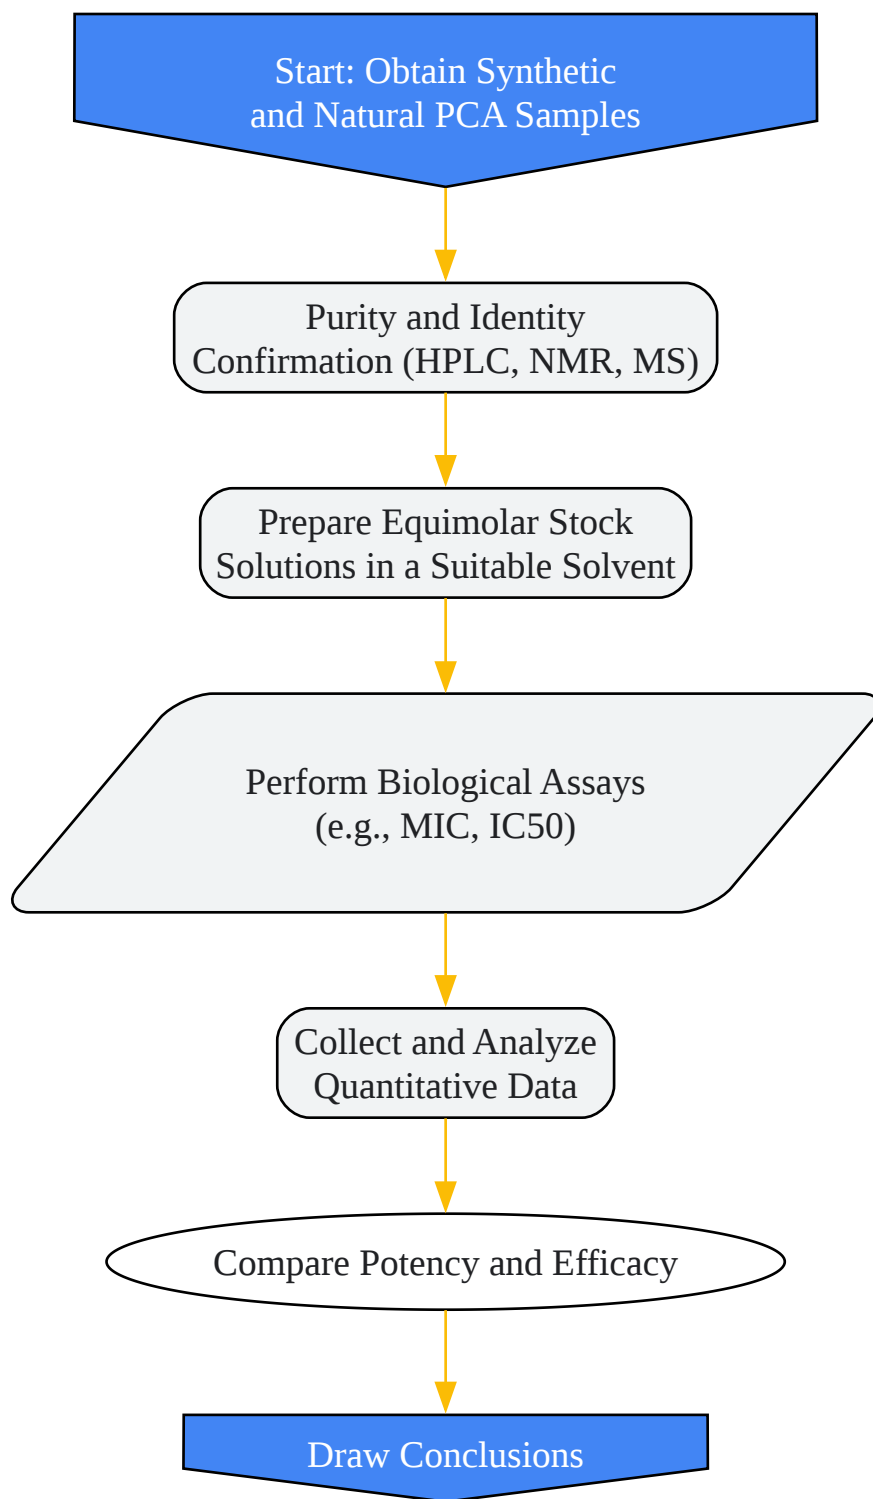 Start: Obtain Synthetic
and Natural PCA Samples
Purity and Identity
Confirmation (HPLC, NMR, MS)
Prepare Equimolar Stock
Solutions in a Suitable Solvent
Perform Biological Assays
(e.g., MIC, IC50)
Collect and Analyze
Quantitative Data
Compare Potency and Efficacy
Draw Conclusions